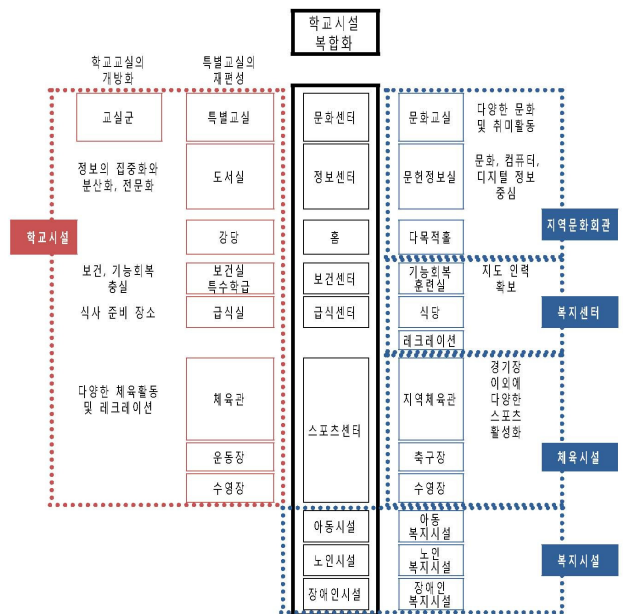 학교시설
복합화
학교교실의
개방화
특별교실의
재편성
교실군
특별교실
문화센터
문화교실
다양한 문화
및 취미활동
정보의 집중화와
분산화, 전문화
도서실
정보센터
문헌정보실
문화, 컴퓨터,
디지털 정보
중심
학교시설
강당
홈
다목적홀
지역문화회관
보건, 기능회복
충실
보건실
특수학급
보건센터
기능회복
훈련실
지도 인력
확보
식사 준비 장소
급식실
급식센터
식당
복지센터
레크레이션
다양한 체육활동
및 레크레이션
체육관
스포츠센터
지역체육관
경기장
이외에
다양한
스포츠
활성화
운동장
축구장
체육시설
수영장
수영장
아동시설
아동
복지시설
노인시설
노인
복지시설
복지시설
장애인시설
장애인
복지시설